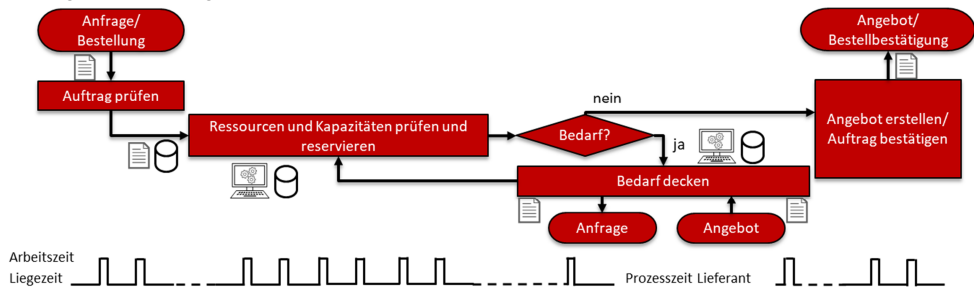 Anfrage/
Bestellung
Angebot/
Bestellbestätigung
Auftrag prüfen
nein
Ressourcen und Kapazitäten prüfen und
reservieren
Bedarf?
ja
Angebot erstellen/
Auftrag bestätigen
Bedarf decken
Anfrage
Angebot
Arbeitszeit
Liegezeit
Prozesszeit Lieferant